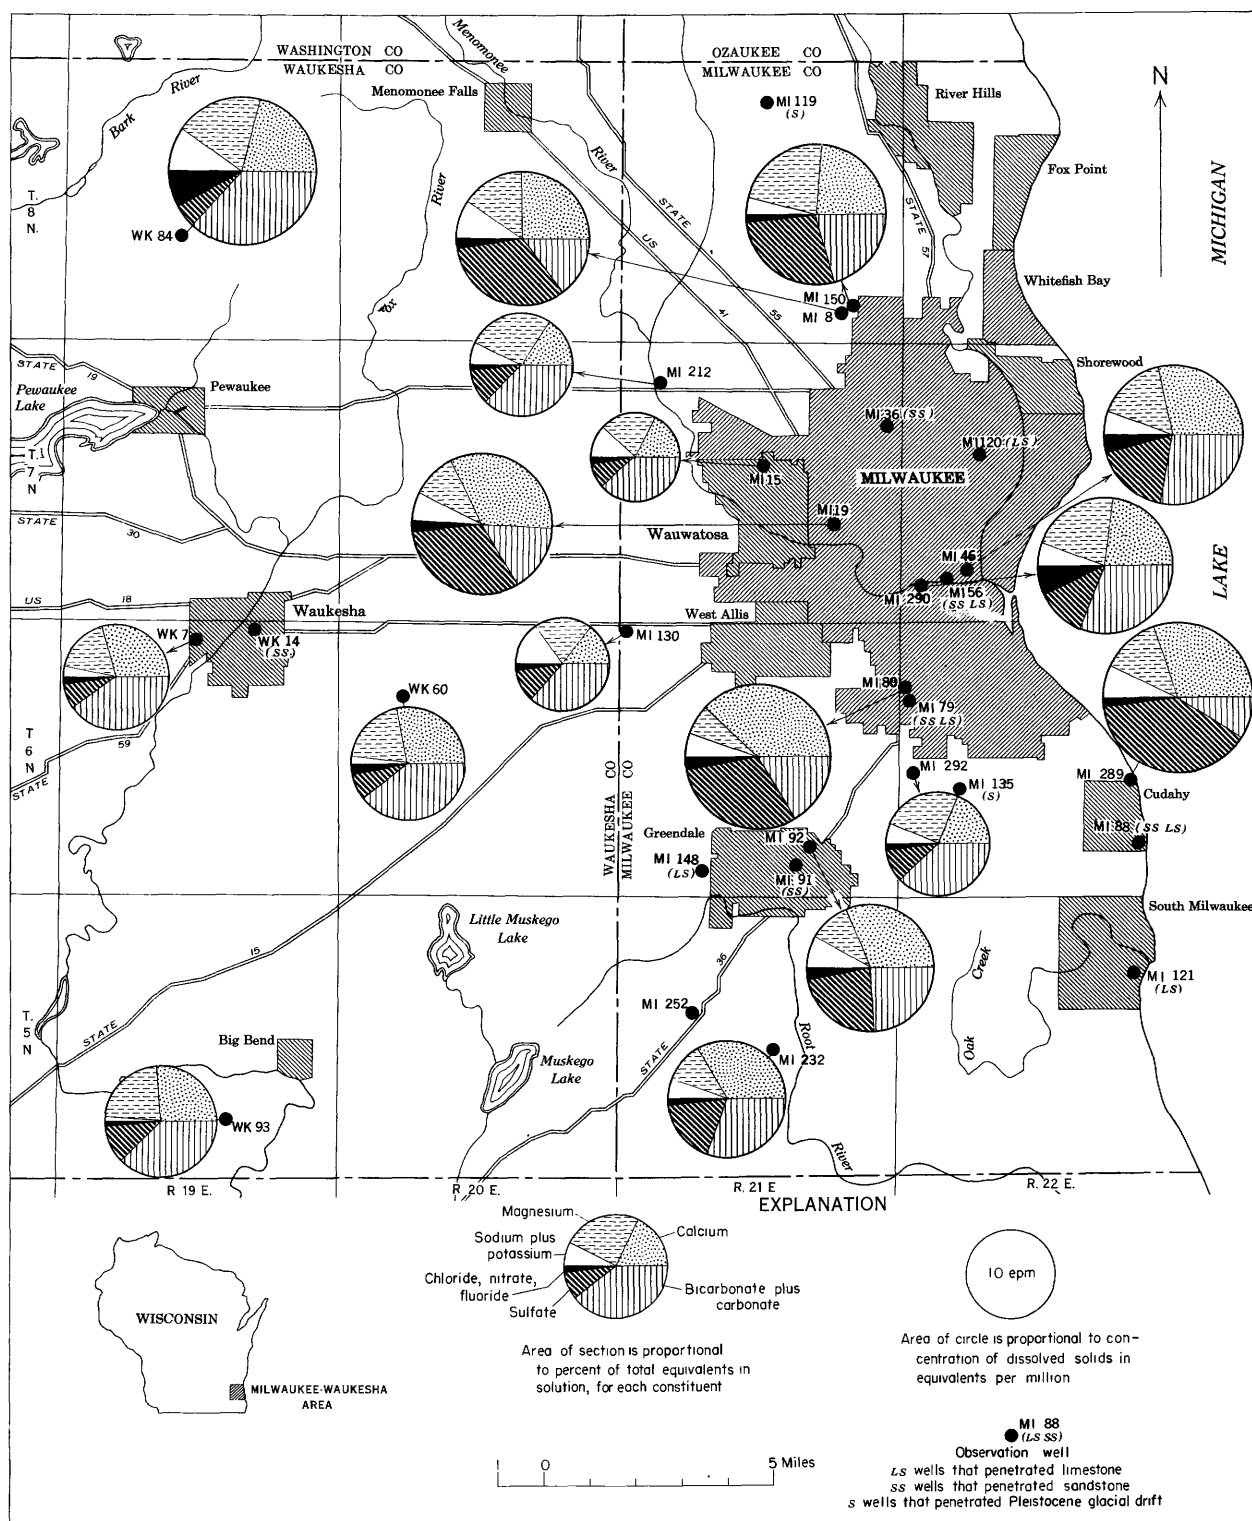 WASHINGTON CO
WAUKESHA CO
OZAUKEE CO
MILWAUKEE CO
Menomonee
River
Bark
River
Menomonee Falls
MI 119
(S)
River Hills
N
Fox Point
MICHIGAN
T.
8
N.
WK 84
River
Fox
River
STATE
US
41
55
STATE
57
Whitefish Bay
MI 150
MI 8
STATE
19
Pewaukee
Lake
Pewaukee
MI 212
Shorewood
MI 36 (SS)
MI 120 (LS)
T.
7
N
MI 15
MILWAUKEE
STATE
30
MI 19
Wauwatosa
LAKE
MI 46
MI 56
(SS LS)
MI 290
US
18
Waukesha
West Allis
WK 7
WK 14
(SS)
MI 130
WK 60
MI 80
MI 79
(SS LS)
T
6
N
STATE
59
WAUKESHA CO
MILWAUKEE CO
MI 292
MI 135
(S)
MI 289
Cudahy
MI 88 (SS LS)
Greendale
MI 92
MI 148
(LS)
MI 91
(SS)
Little Muskego
Lake
South Milwaukee
15
36
STATE
MI 252
STATE
Root
River
Oak
Creek
MI 121
(LS)
T.
5
N
Big Bend
Muskego
Lake
MI 232
WK 93
R 19 E.
R. 20 E.
R. 21 E
R. 22 E.
EXPLANATION
Magnesium
Sodium plus
potassium
Calcium
Chloride, nitrate,
fluoride
Sulfate
Bicarbonate plus
carbonate
Area of section is proportional
to percent of total equivalents in
solution, for each constituent
10 epm
Area of circle is proportional to con-
centration of dissolved solids in
equivalents per million
WISCONSIN
MILWAUKEE-WAUKESHA
AREA
1 0 5 Miles
MI 88
(LS SS)
Observation well
LS wells that penetrated limestone
SS wells that penetrated sandstone
S wells that penetrated Pleistocene glacial drift